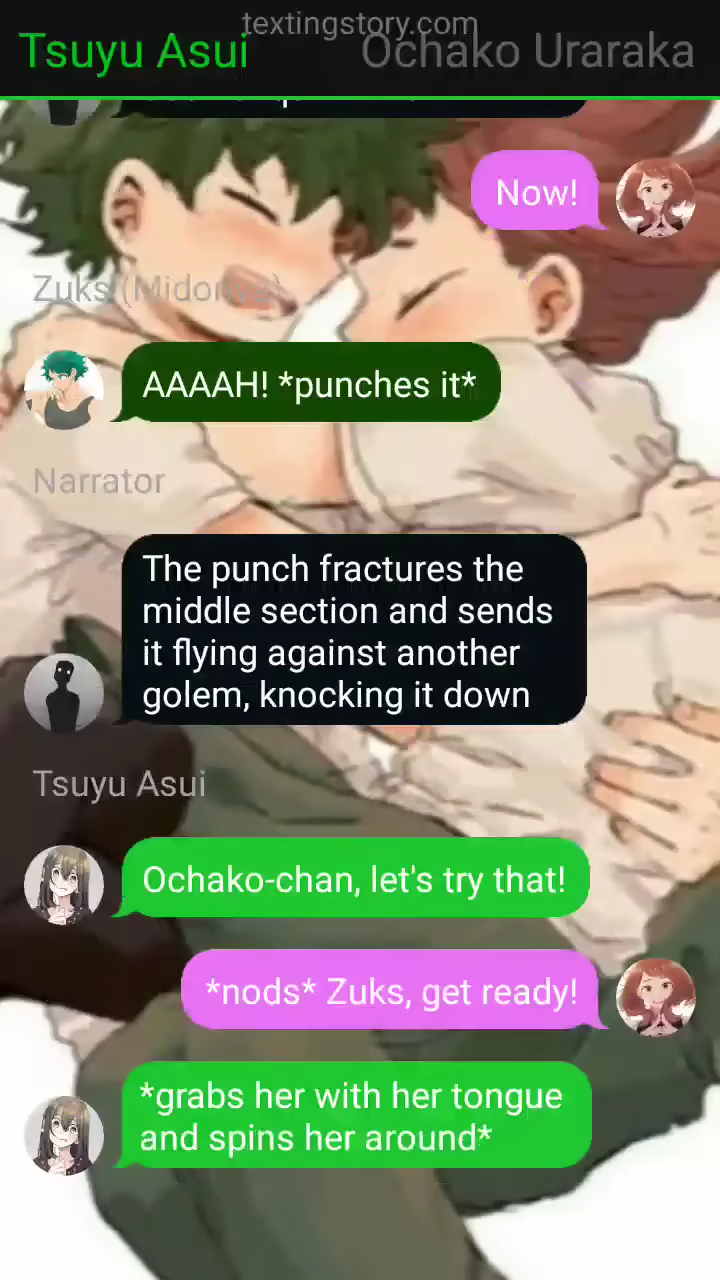 textingstory.com
Tsuyu Asui
Ochako Uraraka
Now!
Zuks (Midoriya)
AAAAH! *punches it*
Narrator
The punch fractures the
middle section and sends
it flying against another
golem, knocking it down
Tsuyu Asui
Ochako-chan, let's try that!
*nods* Zuks, get ready!
*grabs her with her tongue
and spins her around*